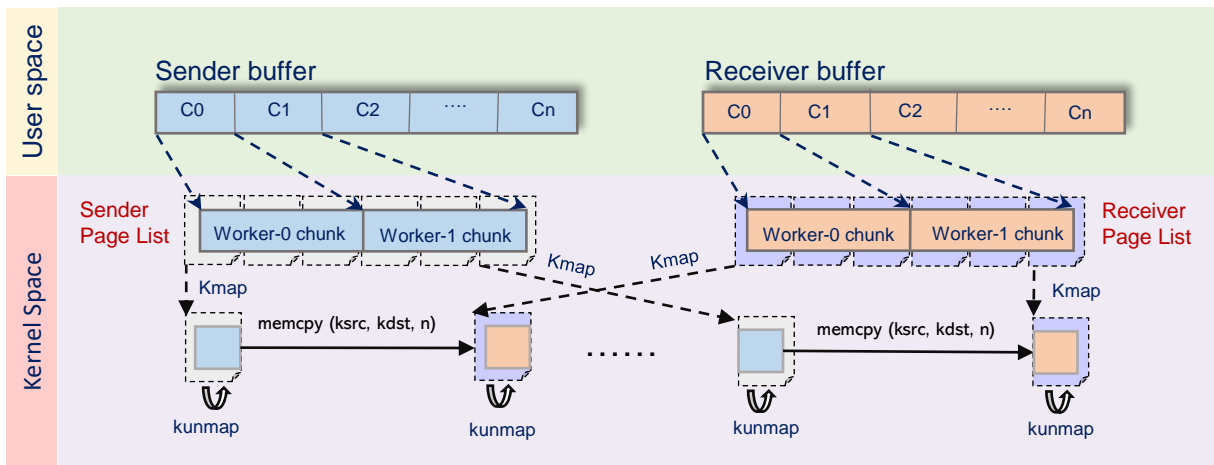 User space
Sender buffer
Receiver buffer
C0 C1 C2 .... Cn
C0 C1 C2 .... Cn
Kernel Space
Sender
Page List
Worker-0 chunk Worker-1 chunk
Worker-0 chunk Worker-1 chunk
Receiver
Page List
Kmap
Kmap
Kmap
Kmap
memcpy (ksrc, kdst, n)
......
memcpy (ksrc, kdst, n)
kunmap
kunmap
kunmap
kunmap